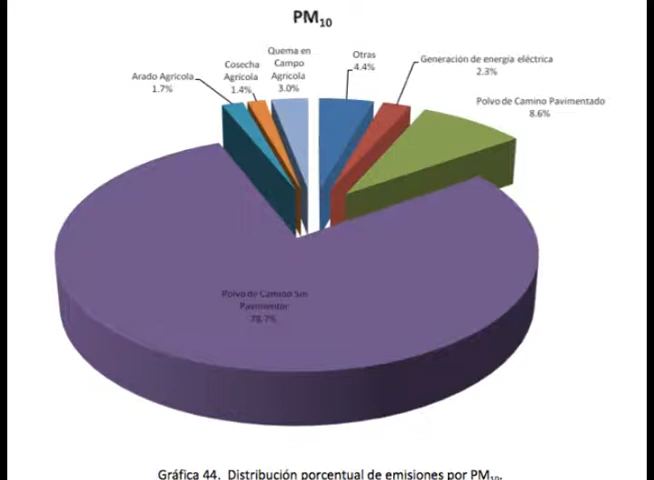 PM₁₀
Quema en
Campo
Agrícola
3.0%
Otras
4.4%
Generación de energía eléctrica
2.3%
Cosecha
Agrícola
1.4%
Arado Agrícola
1.7%
Polvo de Camino Pavimentado
8.6%
Polvo de Camino Sin
Pavimentar
78.7%
Gráfica 44. Distribución porcentual de emisiones por PM₁₀.